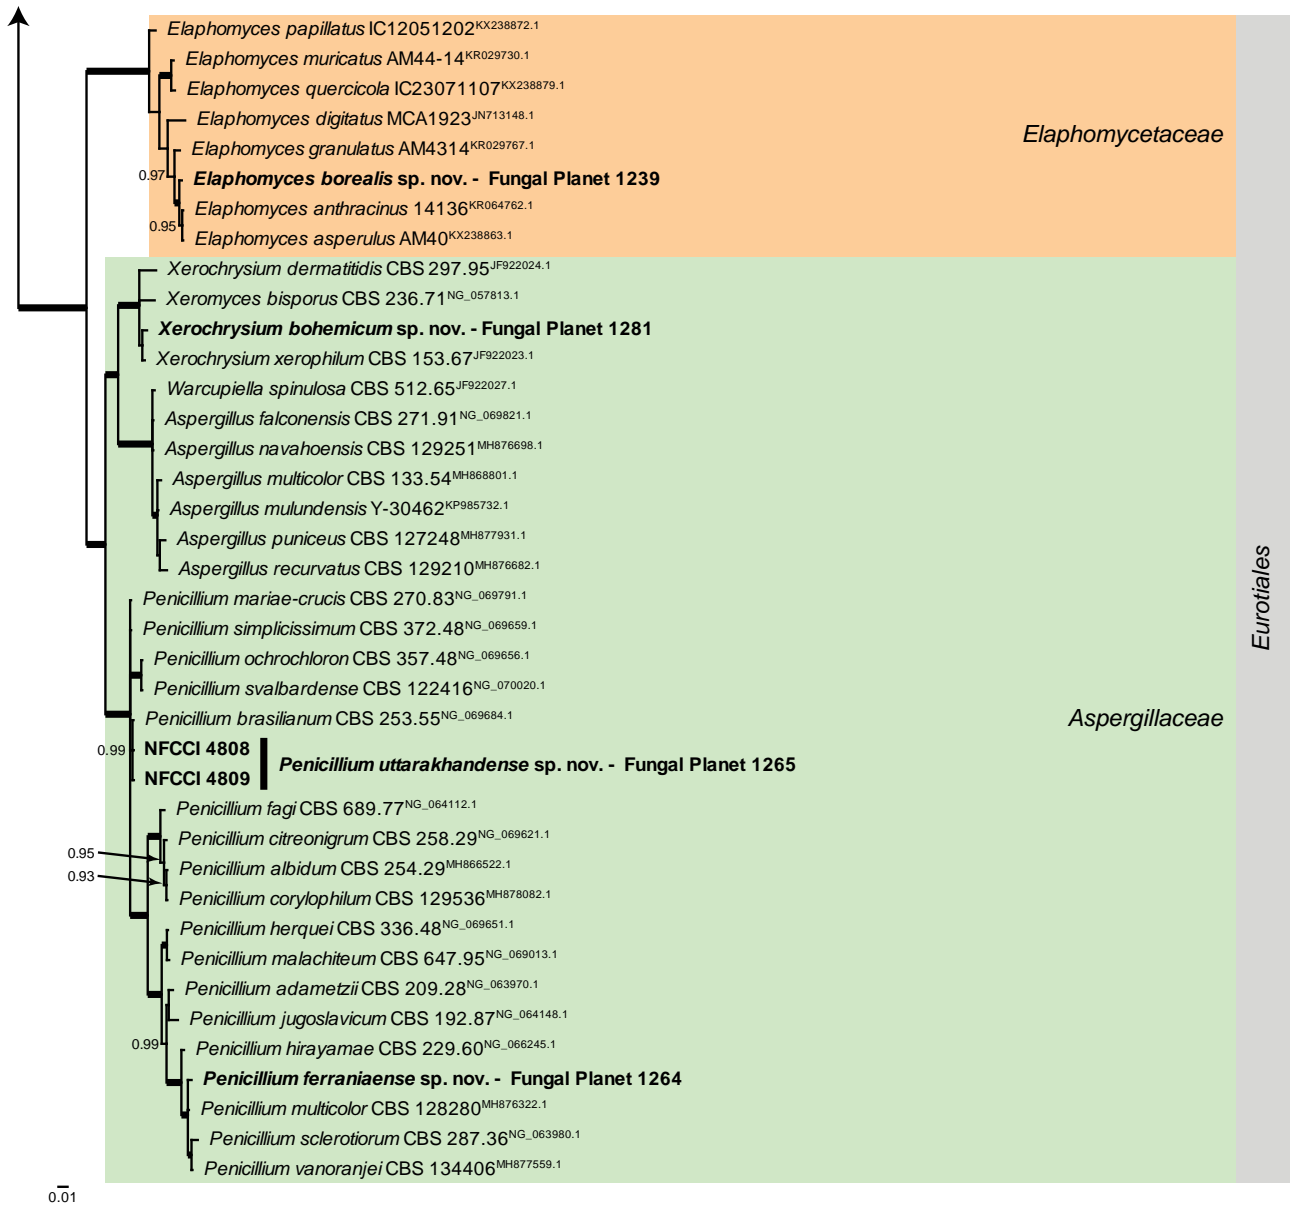 Elaphomyces papillatus IC12051202KX238872.1
Elaphomyces muricatus AM44-14KR029730.1
Elaphomyces quercicola IC23071107KX238879.1
Elaphomyces digitatus MCA1923JN713148.1
Elaphomycetaceae
Elaphomyces granulatus AM4314KR029767.1
0.97
Elaphomyces borealis sp. nov. - Fungal Planet 1239
Elaphomyces anthracinus 14136KR064762.1
0.95
Elaphomyces asperulus AM40KX238863.1
Xerochrysium dermatitidis CBS 297.95JF922024.1
Xeromyces bisporus CBS 236.71NG_057813.1
Xerochrysium bohemicum sp. nov. - Fungal Planet 1281
Xerochrysium xerophilum CBS 153.67JF922023.1
Warcupiella spinulosa CBS 512.65JF922027.1
Aspergillus falconensis CBS 271.91NG_069821.1
Aspergillus navahoensis CBS 129251MH876698.1
Aspergillus multicolor CBS 133.54MH868801.1
Aspergillus mulundensis Y-30462KP985732.1
Aspergillus puniceus CBS 127248MH877931.1
Aspergillus recurvatus CBS 129210MH876682.1
Eurotiales
Penicillium mariae-crucis CBS 270.83NG_069791.1
Penicillium simplicissimum CBS 372.48NG_069659.1
Penicillium ochrochloron CBS 357.48NG_069656.1
Penicillium svalbardense CBS 122416NG_070020.1
Penicillium brasilianum CBS 253.55NG_069684.1
Aspergillaceae
0.99
NFCCI 4808
Penicillium uttarakhandense sp. nov. - Fungal Planet 1265
NFCCI 4809
Penicillium fagi CBS 689.77NG_064112.1
Penicillium citreonigrum CBS 258.29NG_069621.1
0.95
Penicillium albidum CBS 254.29MH866522.1
0.93
Penicillium corylophilum CBS 129536MH878082.1
Penicillium herquei CBS 336.48NG_069651.1
Penicillium malachiteum CBS 647.95NG_069013.1
Penicillium adametzii CBS 209.28NG_063970.1
Penicillium jugoslavicum CBS 192.87NG_064148.1
0.99
Penicillium hirayamae CBS 229.60NG_066245.1
Penicillium ferraniaense sp. nov. - Fungal Planet 1264
Penicillium multicolor CBS 128280MH876322.1
Penicillium sclerotiorum CBS 287.36NG_063980.1
Penicillium vanoranjei CBS 134406MH877559.1
0.01